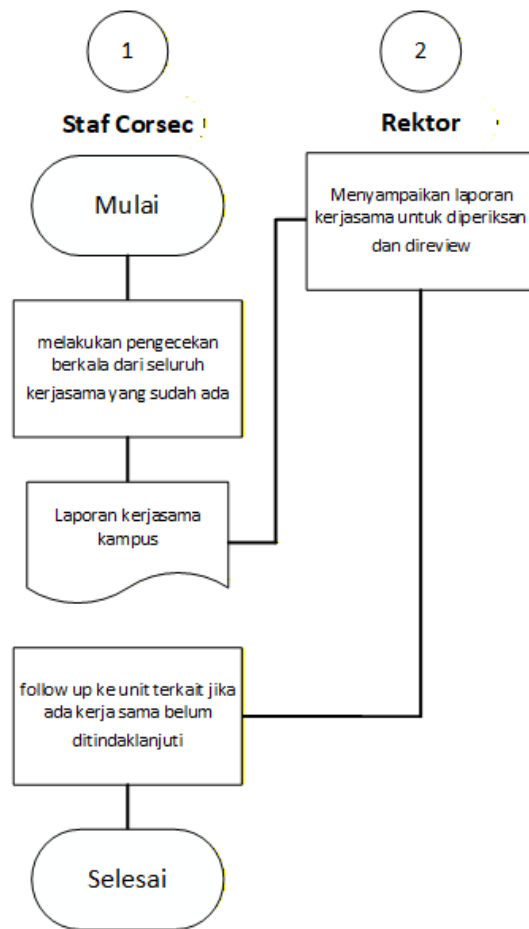 1
2
Staf Corsec
Rektor
Mulai
Menyampaikan laporan
kerjasama untuk diperiksan
dan direview
melakukan pengecekan
berkala dari seluruh
kerjasama yang sudah ada
Laporan kerjasama
kampus
follow up ke unit terkait jika
ada kerja sama belum
ditindaklanjuti
Selesai